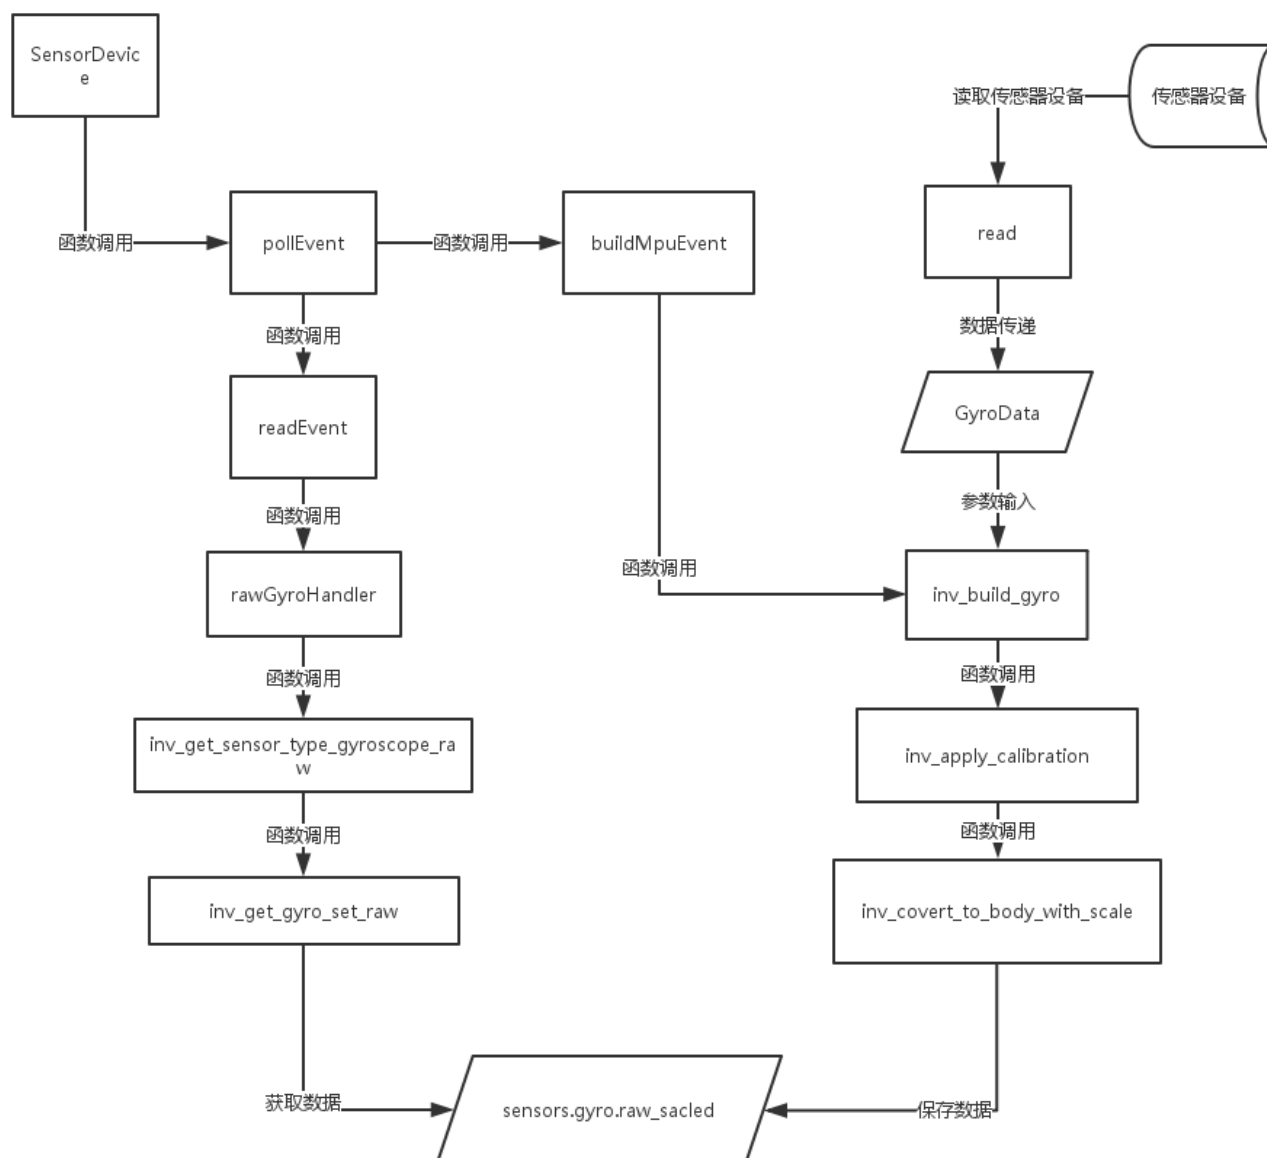 SensorDevic
e
读取传感器设备
传感器设备
函数调用
pollEvent
函数调用
buildMpuEvent
read
函数调用
数据传递
readEvent
GyroData
函数调用
参数输入
函数调用
rawGyroHandler
inv_build_gyro
函数调用
函数调用
inv_get_sensor_type_gyroscope_ra
w
inv_apply_calibration
函数调用
函数调用
inv_get_gyro_set_raw
inv_covert_to_body_with_scale
获取数据
sensors.gyro.raw_sacled
保存数据